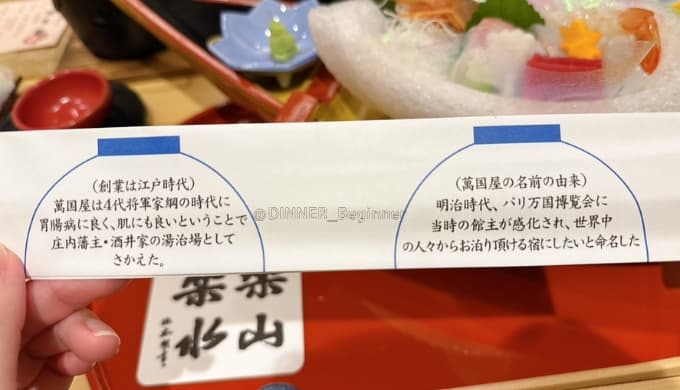 (創業は江戸時代)
萬国屋は4代将軍家綱の時代に
胃腸病に良く、肌にも良いということで
庄内藩主・酒井家の湯治場として
さかえた。
(萬国屋の名前の由来)
明治時代、パリ万国博覧会に
当時の館主が感化され、世界中
の人々からお泊り頂ける宿にしたいと命名した
@DINNER_Beginner
楽山
楽水